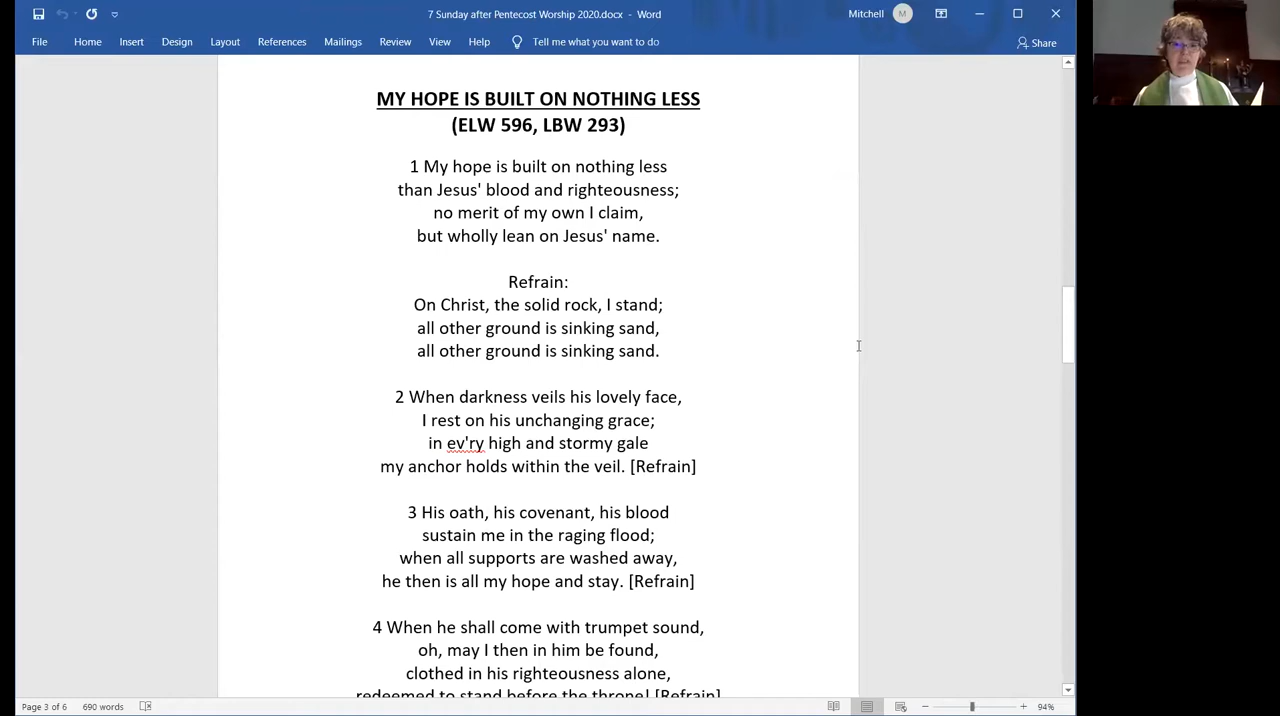 7 Sunday after Pentecost Worship 2020.docx - Word
Mitchell
M
File Home Insert Design Layout References Mailings Review View Help Tell me what you want to do
Share
MY HOPE IS BUILT ON NOTHING LESS
(ELW 596, LBW 293)
1 My hope is built on nothing less
than Jesus' blood and righteousness;
no merit of my own I claim,
but wholly lean on Jesus' name.
Refrain:
On Christ, the solid rock, I stand;
all other ground is sinking sand,
all other ground is sinking sand.
2 When darkness veils his lovely face,
I rest on his unchanging grace;
in ev'ry high and stormy gale
my anchor holds within the veil. [Refrain]
3 His oath, his covenant, his blood
sustain me in the raging flood;
when all supports are washed away,
he then is all my hope and stay. [Refrain]
4 When he shall come with trumpet sound,
oh, may I then in him be found,
clothed in his righteousness alone,
redeemed to stand before the throne! [Refrain]
Page 3 of 6 690 words 94%